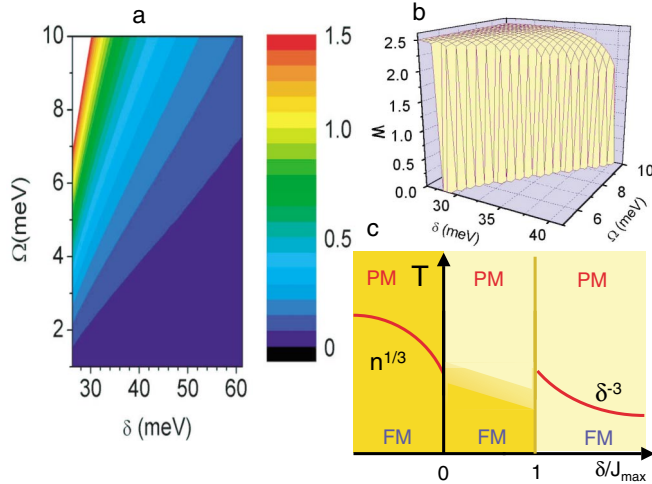 a
10
8
6
4
2
Ω(meV)
30
40
50
60
δ (meV)
1.5
1.0
0.5
0
b
2.5
2.0
1.5
1.0
0.5
0.0
W
30
35
40
δ (meV)
6
8
10
Ω (meV)
c
PM T PM PM
n^{1/3}
δ^{-3}
FM FM FM
0 1 δ/J_{max}